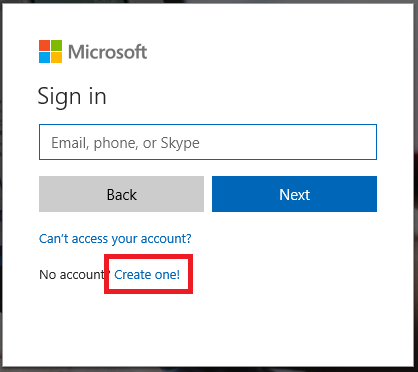 Microsoft
Sign in
Email, phone, or Skype
Back Next
Can't access your account?
No account? Create one!